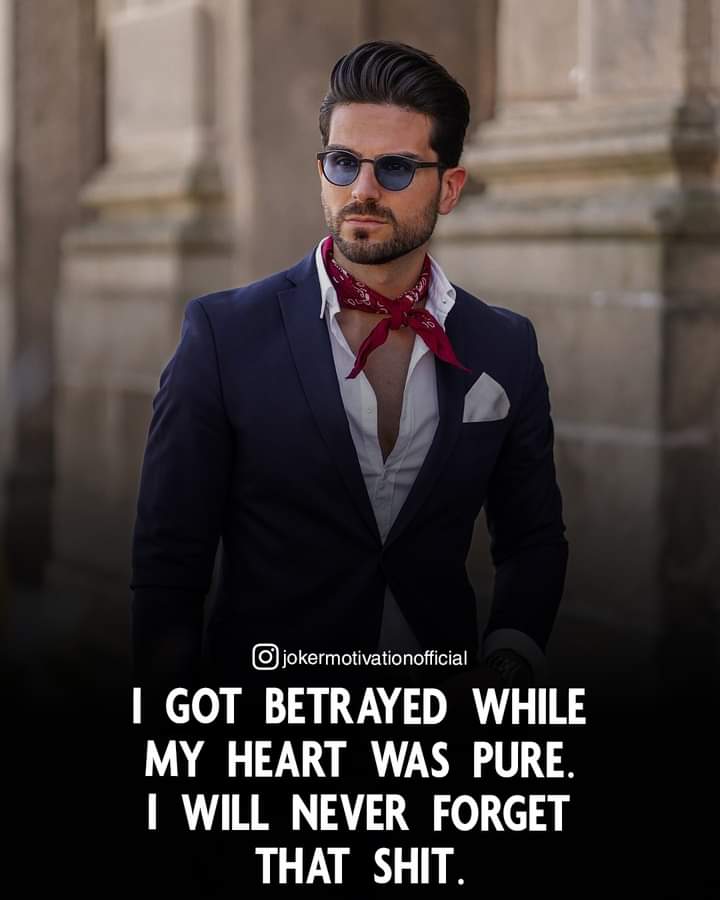 jokermotivationofficial
I GOT BETRAYED WHILE
MY HEART WAS PURE.
I WILL NEVER FORGET
THAT SHIT.